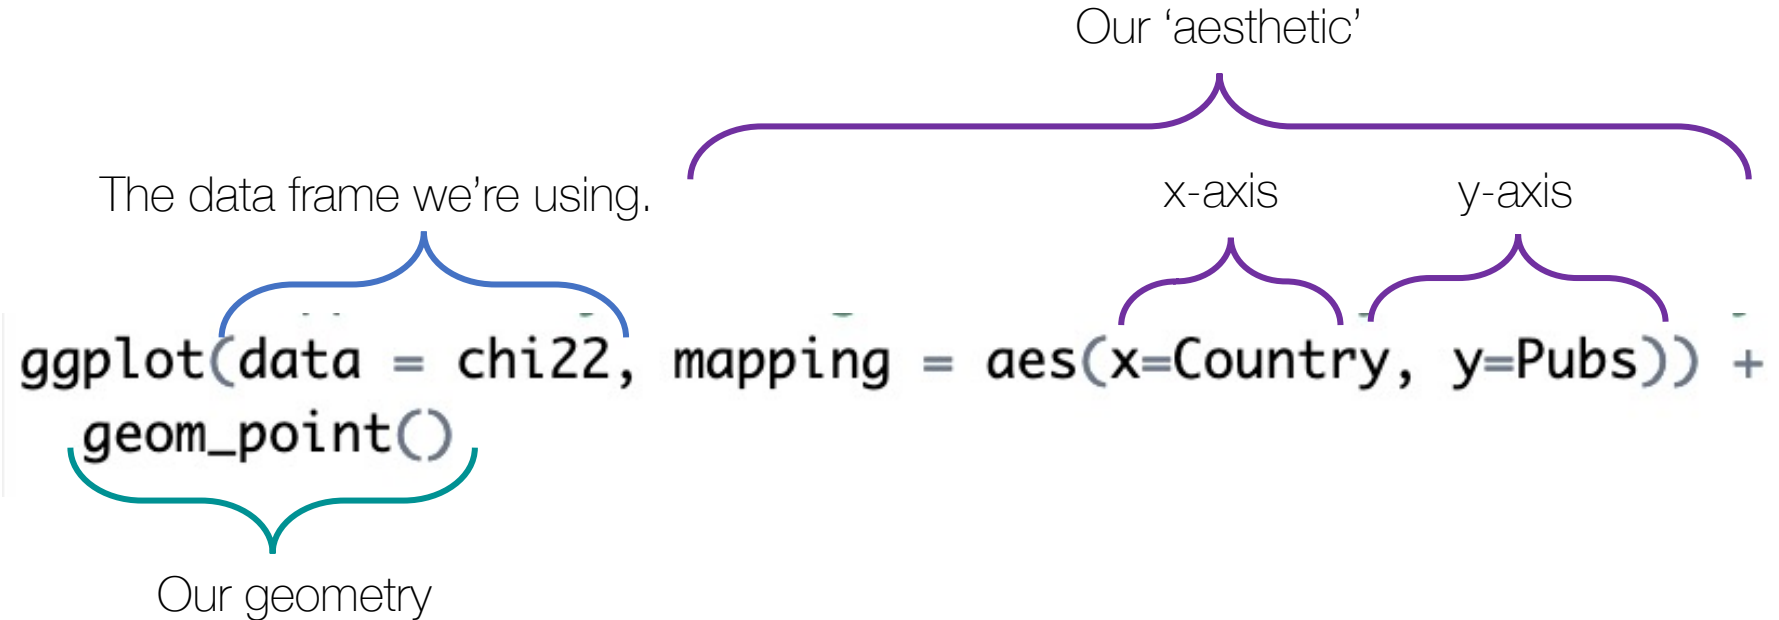 Our ‘aesthetic’
The data frame we’re using.
x-axis
y-axis
ggplot(data = chi22, mapping = aes(x=Country, y=Pubs)) +
geom_point()
Our geometry